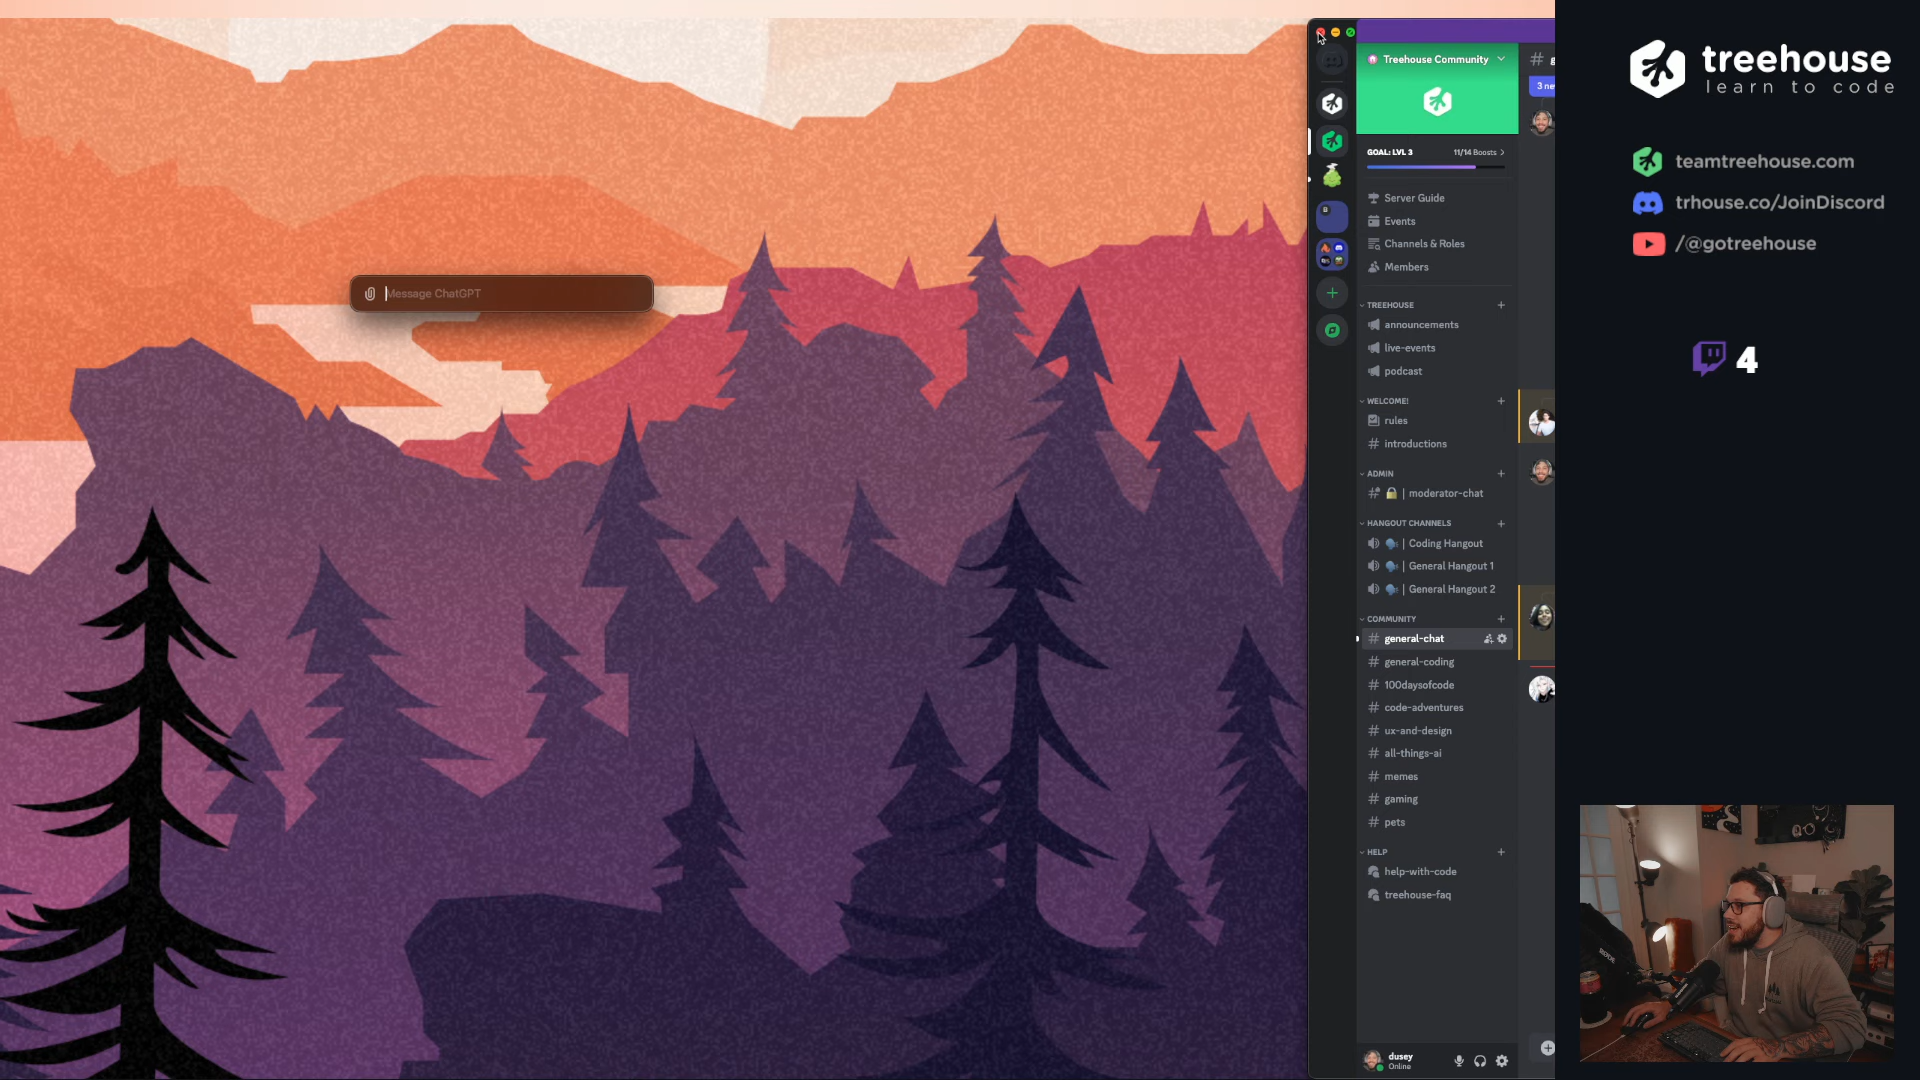 Message ChatGPT
Treehouse Community
GOAL: LVL 3
11/14 Boosts
Server Guide
Events
Channels & Roles
Members
TREEHOUSE
announcements
live-events
podcast
WELCOME!
rules
introductions
ADMIN
| moderator-chat
HANGOUT CHANNELS
| Coding Hangout
| General Hangout 1
| General Hangout 2
COMMUNITY
# general-chat
# general-coding
# 100daysofcode
# code-adventures
# ux-and-design
# all-things-ai
# memes
# gaming
# pets
HELP
help-with-code
treehouse-faq
dusey
Online
treehouse
learn to code
teamtreehouse.com
trhouse.co/JoinDiscord
/@gotreehouse
4